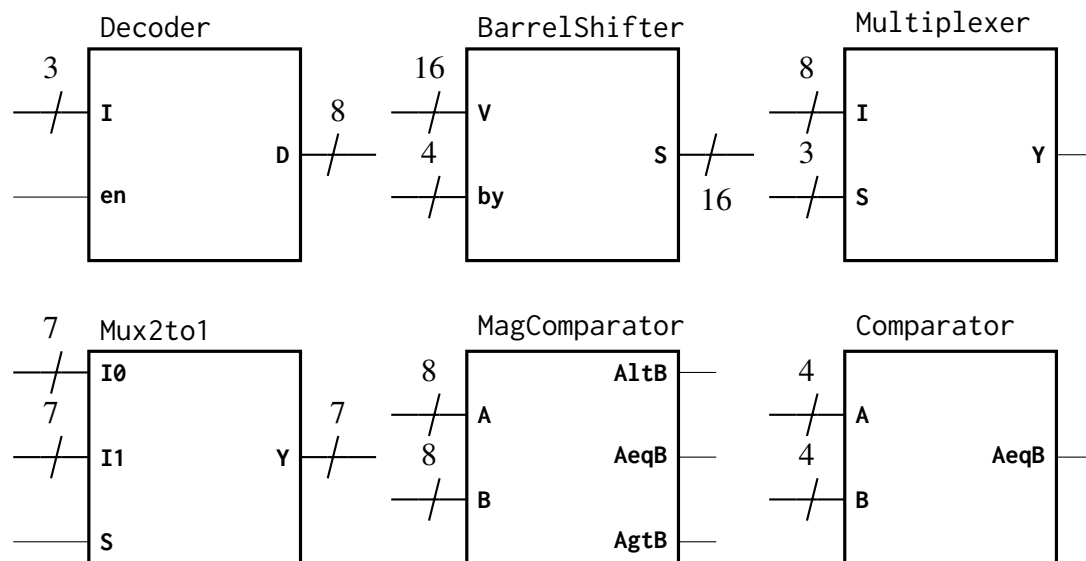 Decoder
3
I
8
D
en
BarrelShifter
16
V
4
S
by
16
Multiplexer
8
I
3
Y
S
Mux2to1
7
I0
7
7
I1
Y
S
MagComparator
AltB
8
A
8
AeqB
B
AgtB
Comparator
4
A
4
AeqB
B